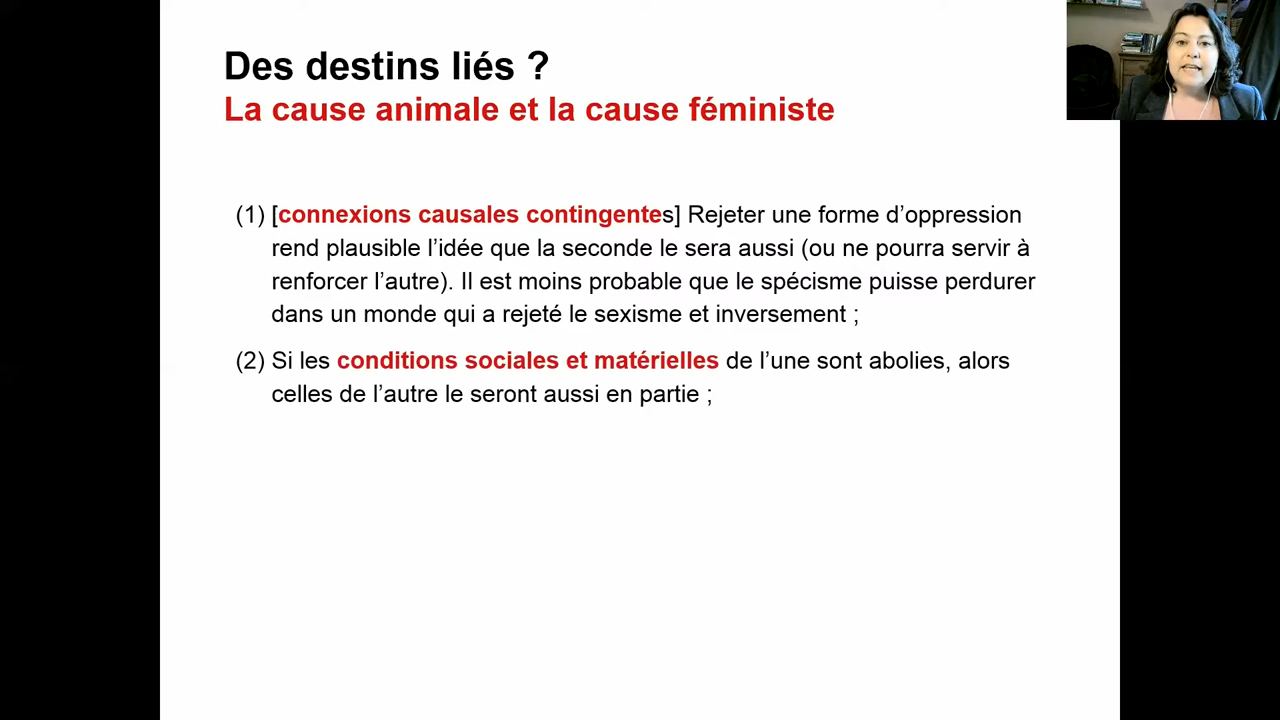 Des destins liés ?
La cause animale et la cause féministe
(1) [connexions causales contingentes] Rejeter une forme d’oppression
rend plausible l’idée que la seconde le sera aussi (ou ne pourra servir à
renforcer l’autre). Il est moins probable que le spécisme puisse perdurer
dans un monde qui a rejeté le sexisme et inversement ;
(2) Si les conditions sociales et matérielles de l’une sont abolies, alors
celles de l’autre le seront aussi en partie ;